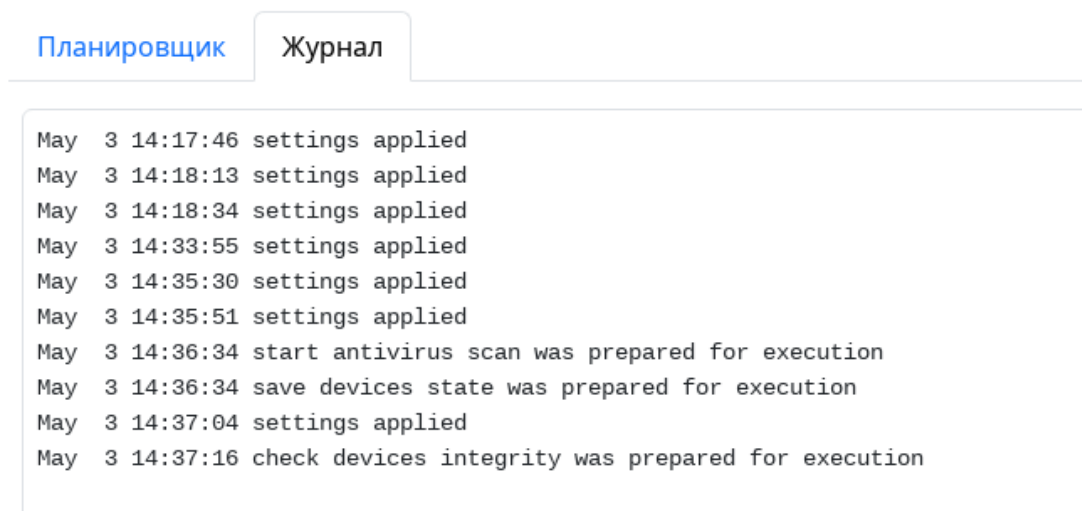 Планировщик Журнал
May  3 14:17:46 settings applied
May  3 14:18:13 settings applied
May  3 14:18:34 settings applied
May  3 14:33:55 settings applied
May  3 14:35:30 settings applied
May  3 14:35:51 settings applied
May  3 14:36:34 start antivirus scan was prepared for execution
May  3 14:36:34 save devices state was prepared for execution
May  3 14:37:04 settings applied
May  3 14:37:16 check devices integrity was prepared for execution